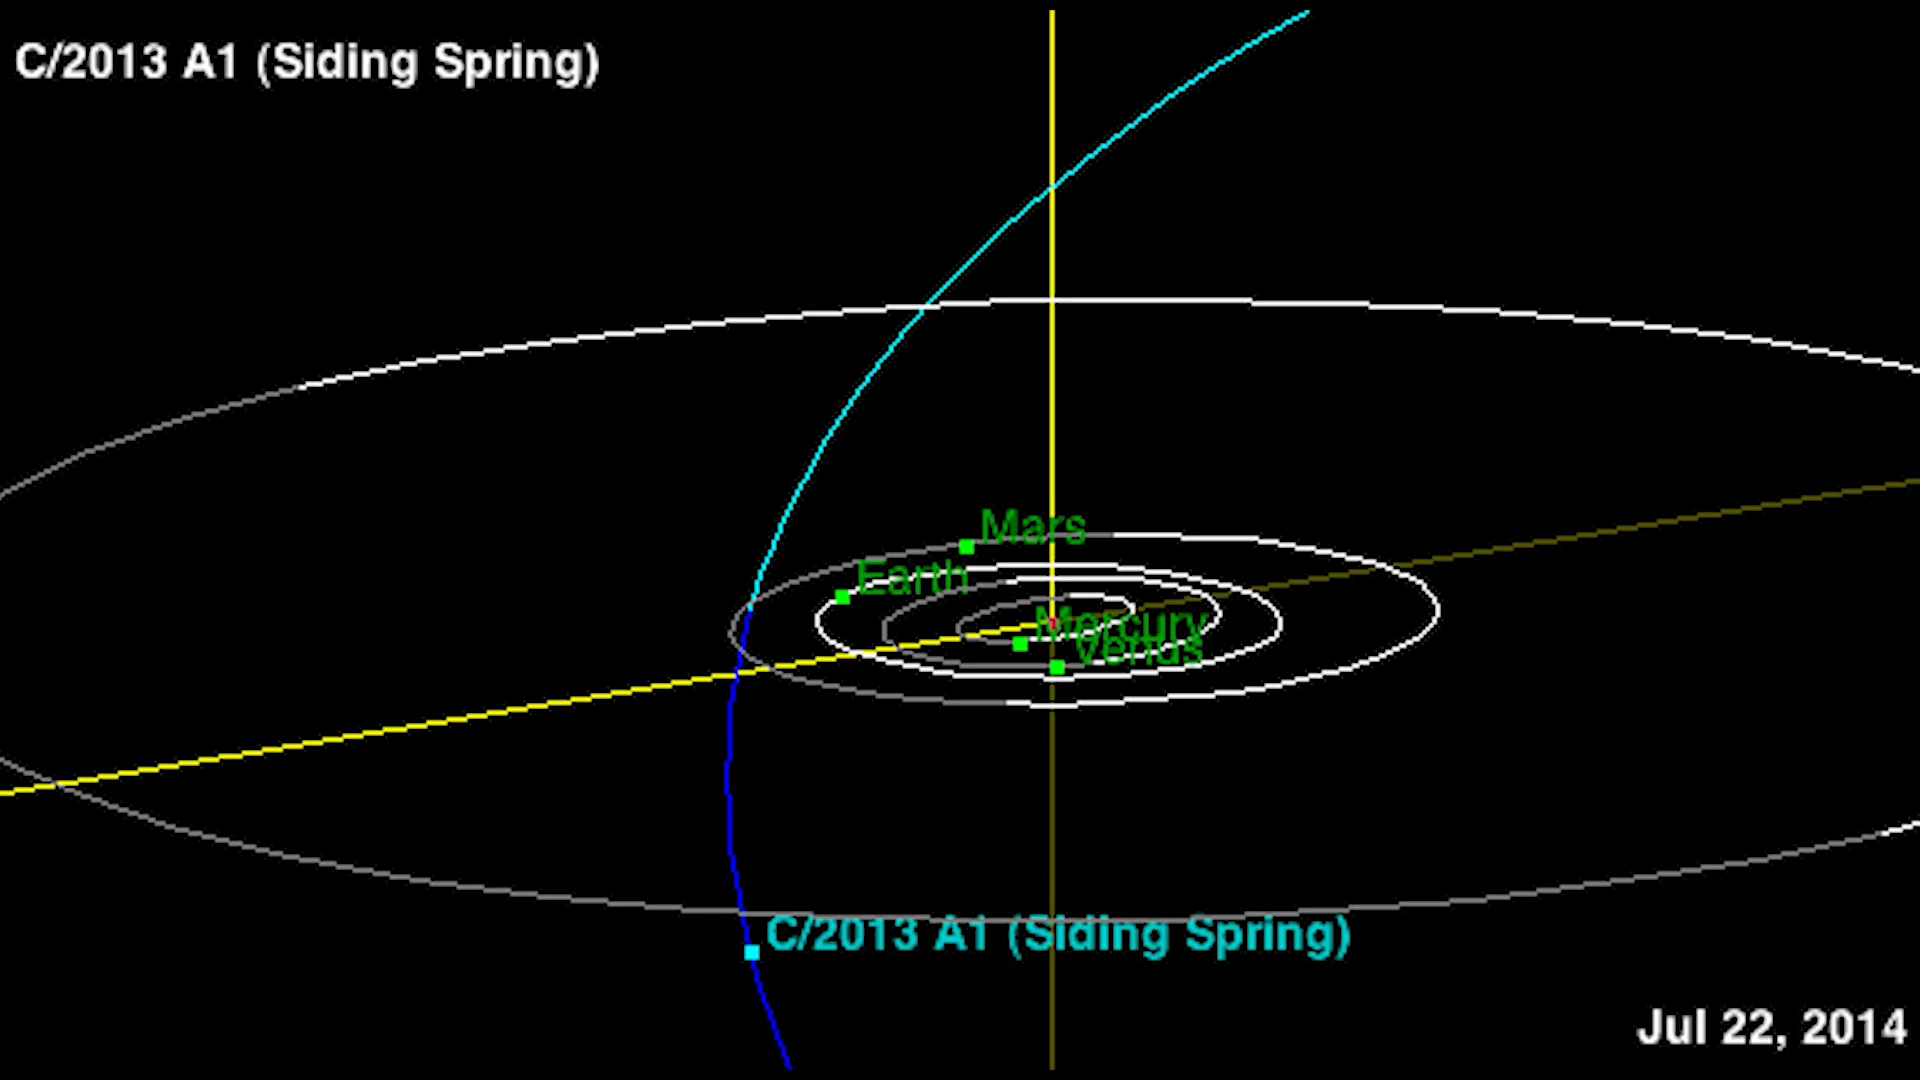 C/2013 A1 (Siding Spring)
Mars
Earth
Mercury
Venus
C/2013 A1 (Siding Spring)
Jul 22, 2014